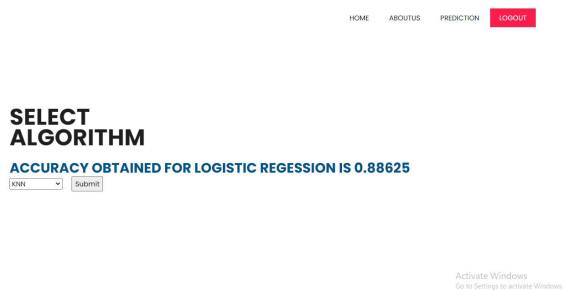 HOME ABOUTUS PREDICTION LOGOUT
SELECT
ALGORITHM
ACCURACY OBTAINED FOR LOGISTIC REGESSION IS 0.88625
KNN Submit
Activate Windows
Go to Settings to activate Windows.